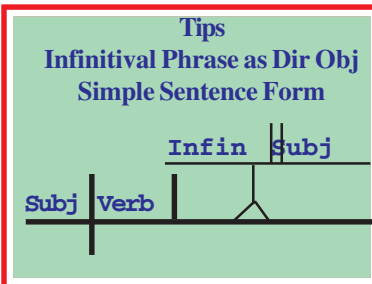 Tips
Infinitival Phrase as Dir Obj
Simple Sentence Form
Infin Subj
Subj Verb